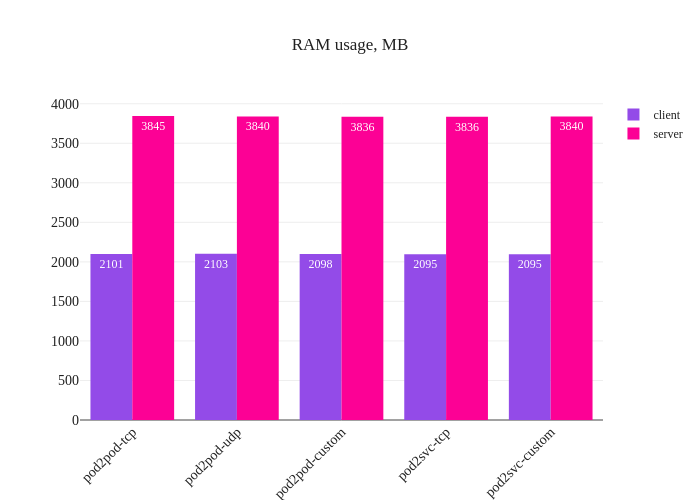 RAM usage, MB
4000
3500
3000
2500
2000
1500
1000
500
0
3845
3840
3836
3836
3840
2101
2103
2098
2095
2095
pod2pod-tcp
pod2pod-udp
pod2pod-custom
pod2svc-tcp
pod2svc-custom
client
server